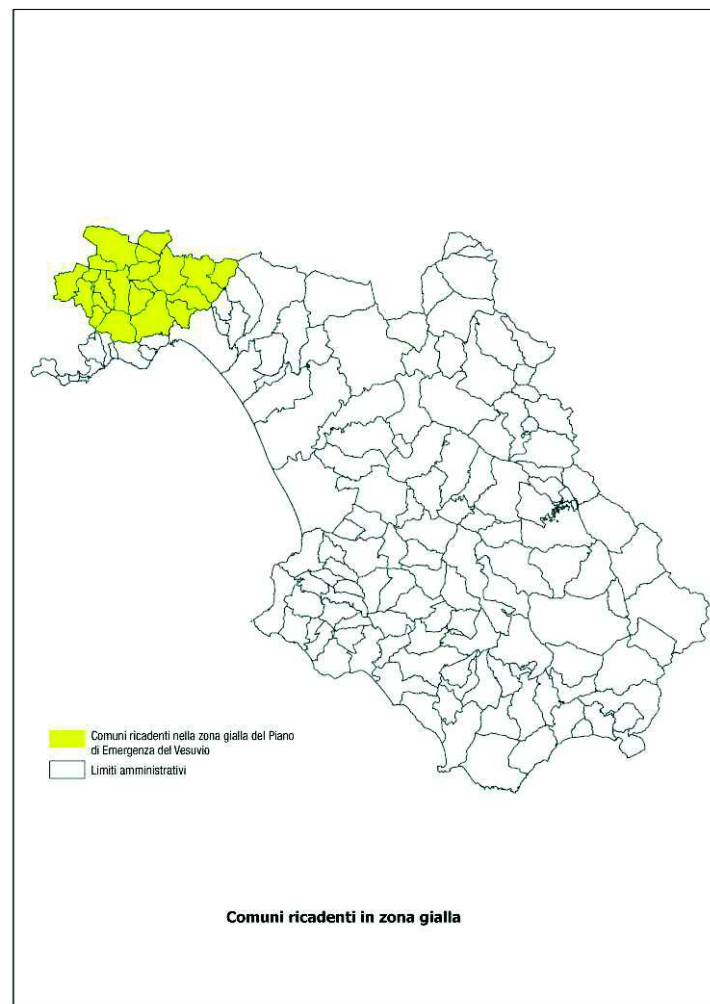 Comuni ricadenti nella zona gialla del Piano
di Emergenza del Vesuvio
Limiti amministrativi
Comuni ricadenti in zona gialla